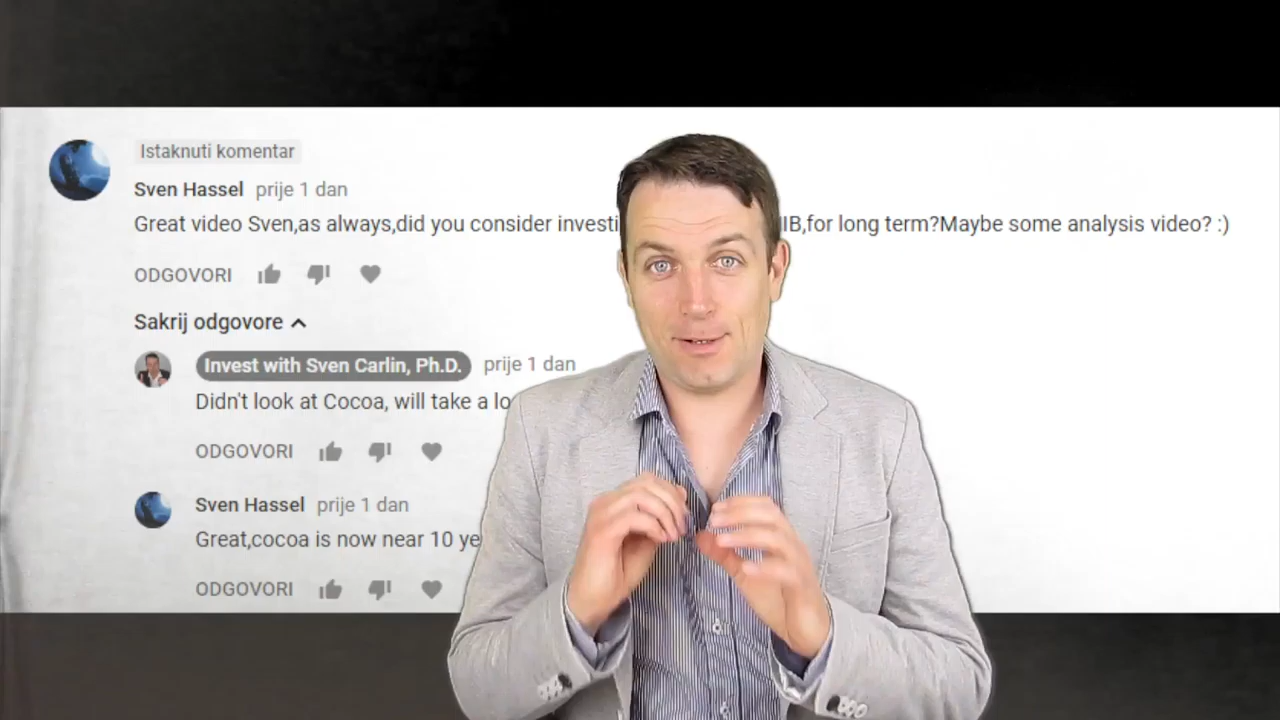 Istaknuti komentar
Sven Hassel prije 1 dan
Great video Sven,as always,did you consider investi IB,for long term?Maybe some analysis video? :)
ODGOVORI
Sakrij odgovore
Invest with Sven Carlin, Ph.D. prije 1 dan
Didn't look at Cocoa, will take a lo
ODGOVORI
Sven Hassel prije 1 dan
Great,cocoa is now near 10 ye
ODGOVORI